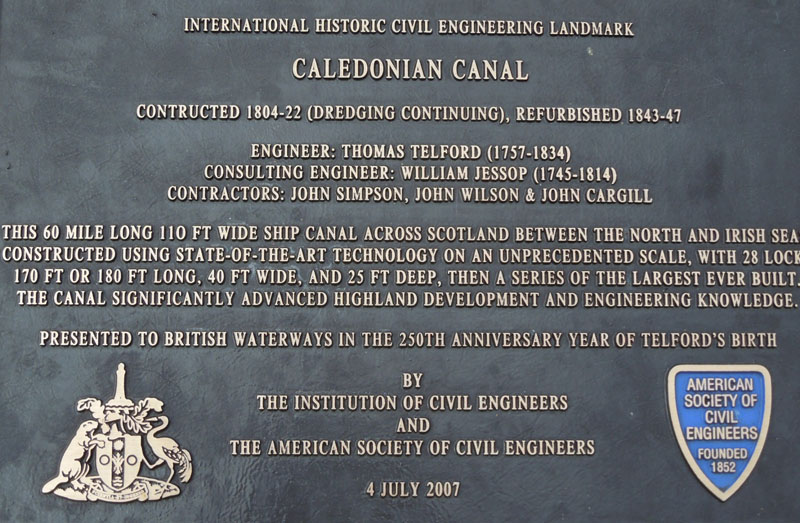 INTERNATIONAL HISTORIC CIVIL ENGINEERING LANDMARK
CALEDONIAN CANAL
CONTRUCTED 1804-22 (DREDGING CONTINUING), REFURBISHED 1843-47
ENGINEER: THOMAS TELFORD (1757-1834)
CONSULTING ENGINEER: WILLIAM JESSOP (1745-1814)
CONTRACTORS: JOHN SIMPSON, JOHN WILSON & JOHN CARGILL
THIS 60 MILE LONG 110 FT WIDE SHIP CANAL ACROSS SCOTLAND BETWEEN THE NORTH AND IRISH SEA
CONSTRUCTED USING STATE-OF-THE-ART TECHNOLOGY ON AN UNPRECEDENTED SCALE, WITH 28 LOCK
170 FT OR 180 FT LONG, 40 FT WIDE, AND 25 FT DEEP, THEN A SERIES OF THE LARGEST EVER BUILT.
THE CANAL SIGNIFICANTLY ADVANCED HIGHLAND DEVELOPMENT AND ENGINEERING KNOWLEDGE.
PRESENTED TO BRITISH WATERWAYS IN THE 250TH ANNIVERSARY YEAR OF TELFORD'S BIRTH
BY
THE INSTITUTION OF CIVIL ENGINEERS
AND
THE AMERICAN SOCIETY OF CIVIL ENGINEERS
4 JULY 2007
AMERICAN
SOCIETY OF
CIVIL
ENGINEERS
FOUNDED
1852